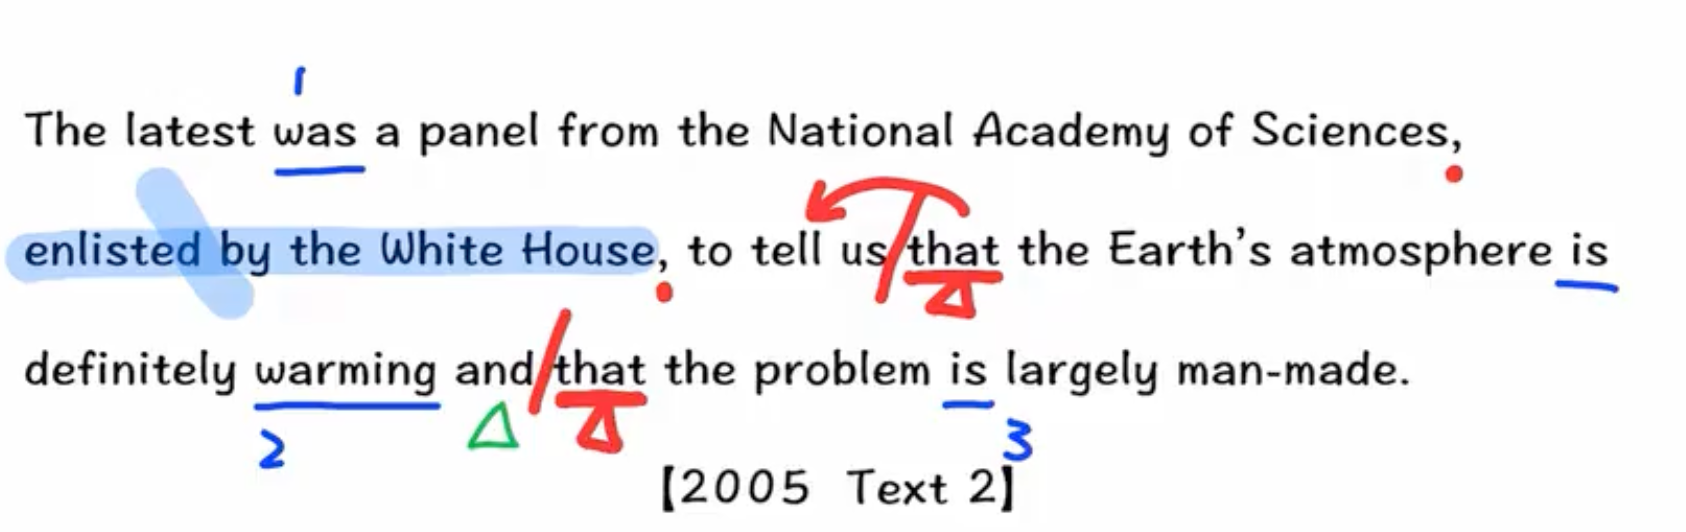 1
The latest was a panel from the National Academy of Sciences,
enlisted by the White House, to tell us that the Earth's atmosphere is
definitely warming and that the problem is largely man-made.
2
3
【2005 Text 2】